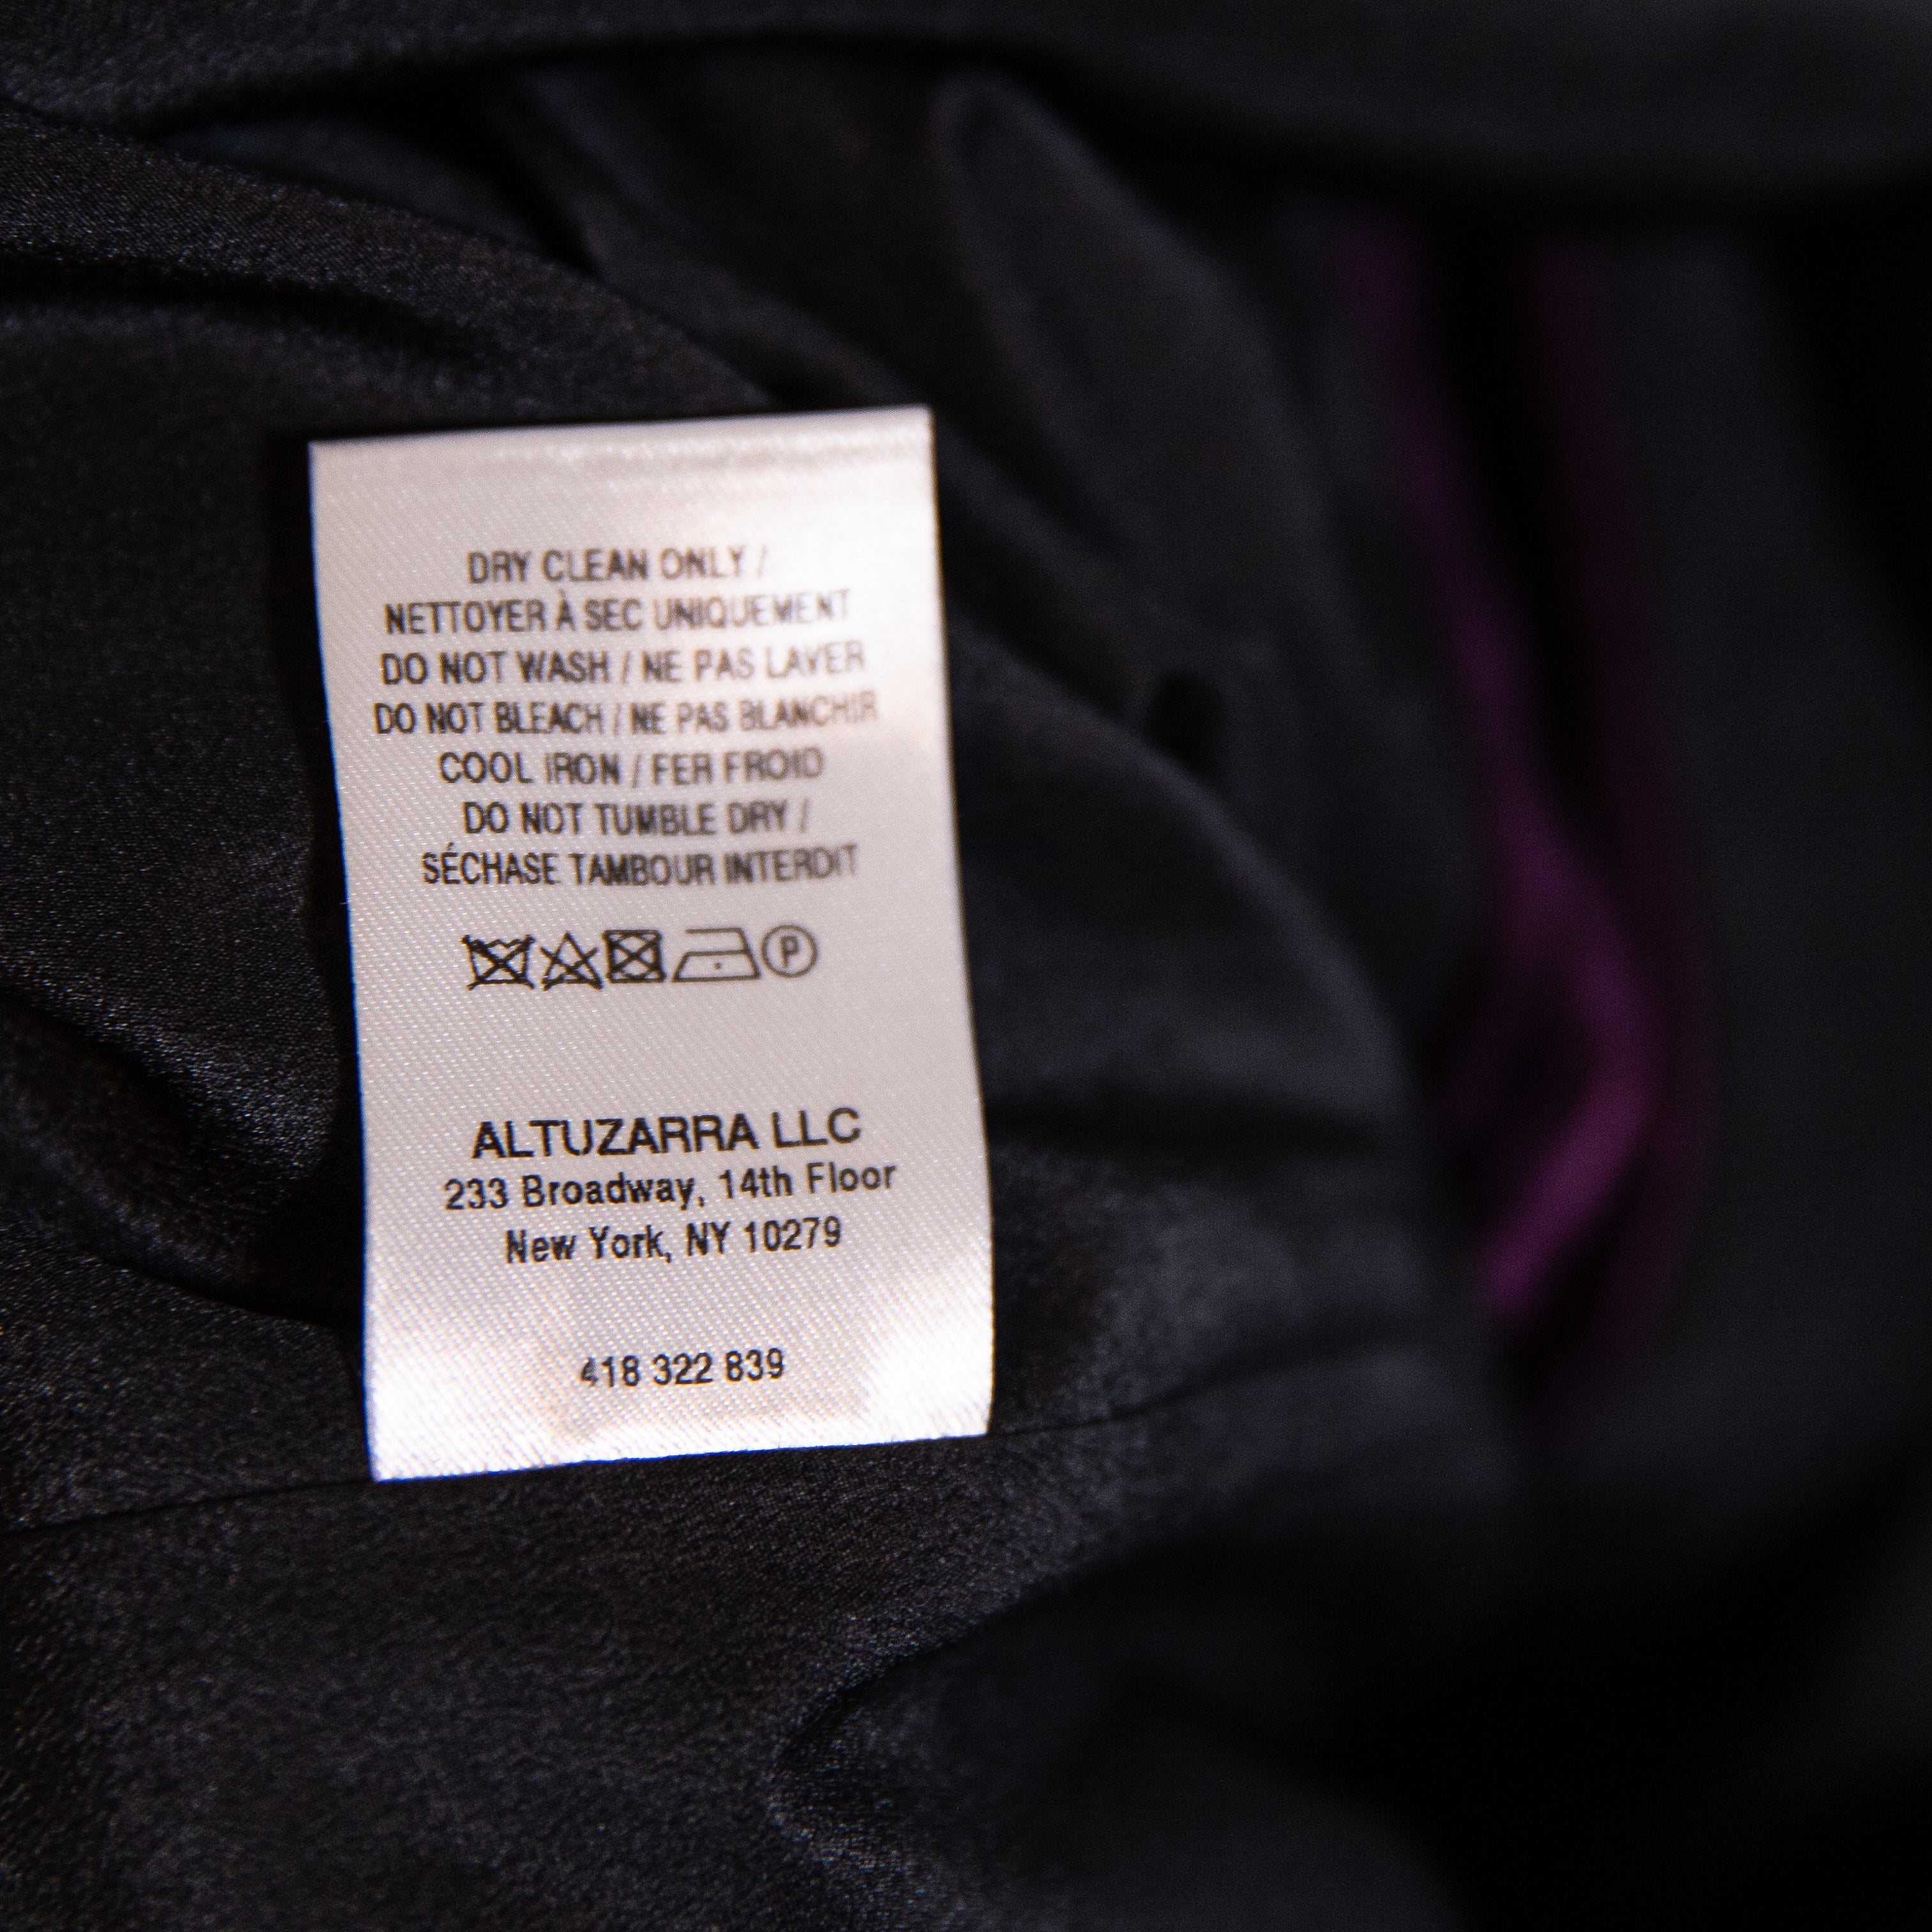 DRY CLEAN ONLY /
NETTOYER À SEC UNIQUEMENT
DO NOT WASH / NE PAS LAVER
DO NOT BLEACH / NE PAS BLANCHIR
COOL IRON / FER FROID
DO NOT TUMBLE DRY /
SÉCHASE TAMBOUR INTERDIT
P
ALTUZARRA LLC
233 Broadway, 14th Floor
New York, NY 10279
418 322 839